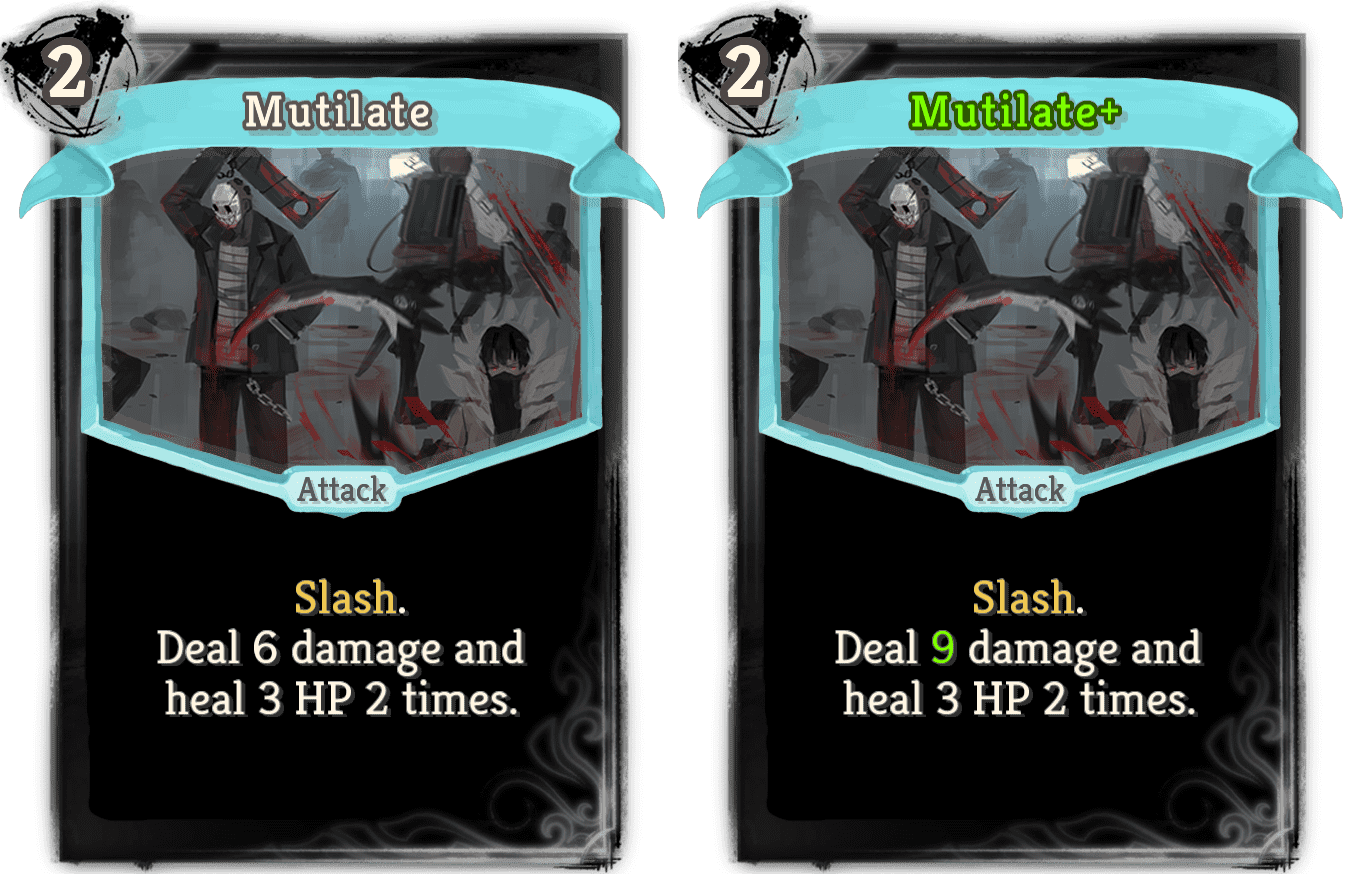 2
Mutilate
Attack
Slash.
Deal 6 damage and
heal 3 HP 2 times.
2
Mutilate+
Attack
Slash.
Deal 9 damage and
heal 3 HP 2 times.